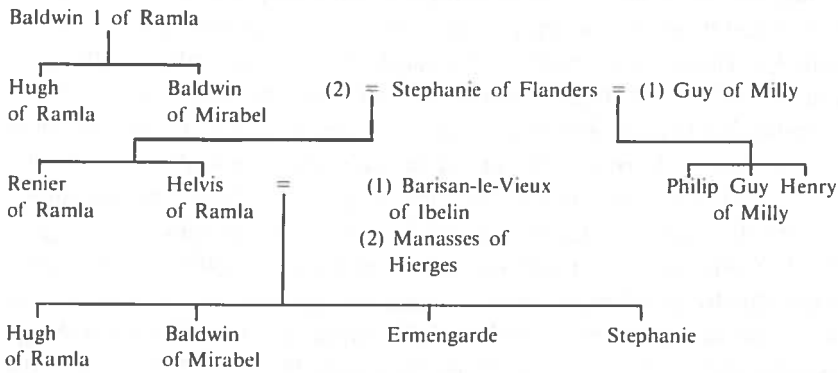 Baldwin 1 of Ramla
Hugh of Ramla
Baldwin of Mirabel
(2) = Stephanie of Flanders = (1) Guy of Milly
Renier of Ramla
Helvis of Ramla
=
(1) Barisan-le-Vieux
of Ibelin
(2) Manasses of
Hierges
Philip Guy Henry
of Milly
Hugh of Ramla
Baldwin of Mirabel
Ermengarde
Stephanie